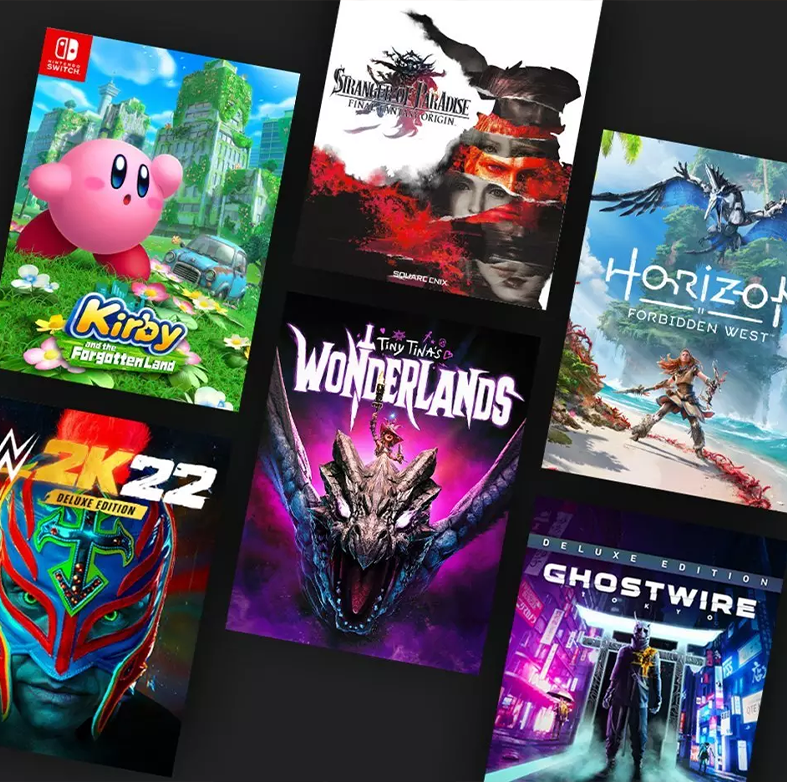 NINTENDO
SWITCH
Kirby
and the
Forgotten Land
STRANGER OF PARADISE
FINAL FANTASY ORIGIN
SQUARE ENIX
HORIZON
FORBIDDEN WEST
Tiny Tina's
WONDERLANDS
W
2K22
DELUXE EDITION
DELUXE EDITION
GHOSTWIRE
TOKYO